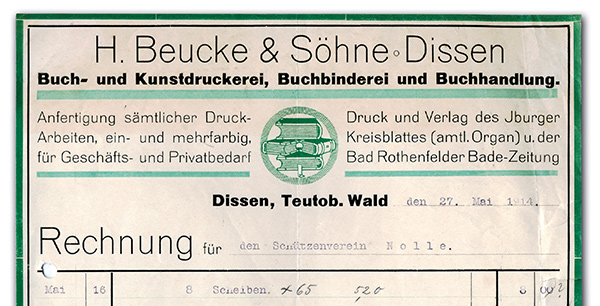 H. Beucke & Söhne · Dissen
Buch- und Kunstdruckerei, Buchbinderei und Buchhandlung.
Anfertigung sämtlicher Druck-
Arbeiten, ein- und mehrfarbig,
für Geschäfts- und Privatbedarf
Druck und Verlag des Jburger
Kreisblattes (amtl. Organ) u. der
Bad Rothenfelder Bade-Zeitung
Dissen, Teutob. Wald den 27. Mai 1914.
Rechnung für den Schützenverein Nolle.
Mai 16 8 Scheiben. +65 520 8